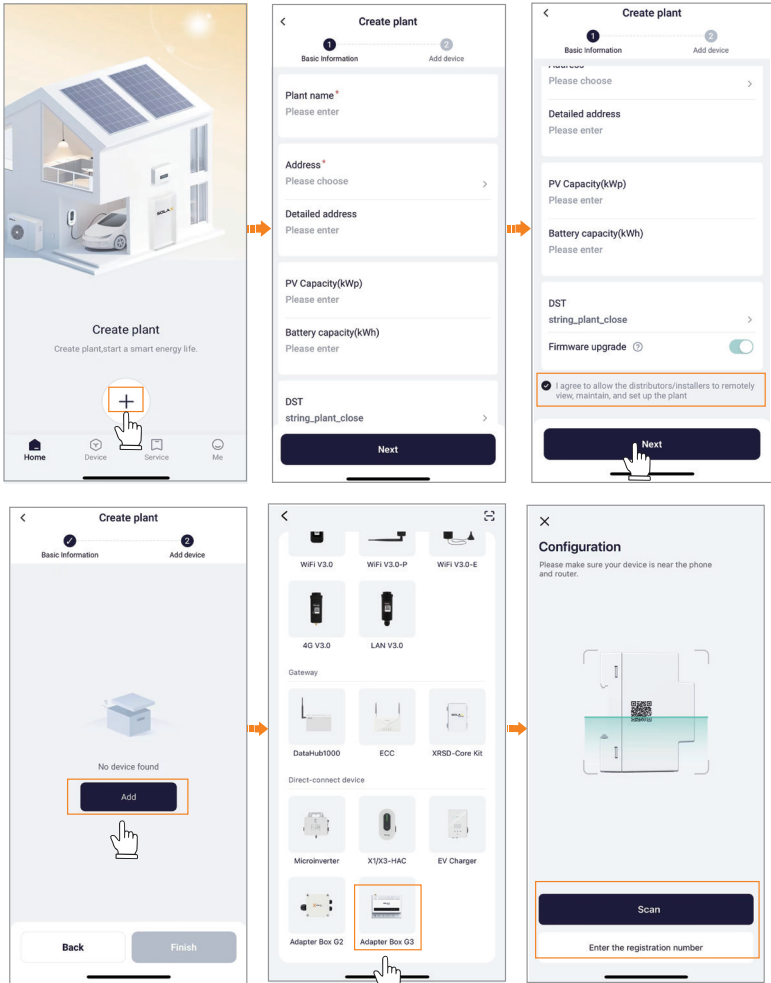 SOLAX
Create plant
Create plant,start a smart energy life.
Home
Device
Service
Me
Create plant
1
2
Basic Information
Add device
Plant name*
Please enter
Address*
Please choose
Detailed address
Please enter
PV Capacity(kWp)
Please enter
Battery capacity(kWh)
Please enter
DST
string_plant_close
Next
Create plant
1
2
Basic Information
Add device
Address
Please choose
Detailed address
Please enter
PV Capacity(kWp)
Please enter
Battery capacity(kWh)
Please enter
DST
string_plant_close
Firmware upgrade ?
I agree to allow the distributors/installers to remotely
view, maintain, and set up the plant
Next
Create plant
2
Basic Information
Add device
No device found
Add
Back
Finish
WiFi V3.0
WiFi V3.0-P
WiFi V3.0-E
4G V3.0
LAN V3.0
Gateway
DataHub1000
ECC
XRSD-Core Kit
Direct-connect device
Microinverter
X1/X3-HAC
EV Charger
Adapter Box G2
Adapter Box G3
Configuration
Please make sure your device is near the phone
and router.
Scan
Enter the registration number